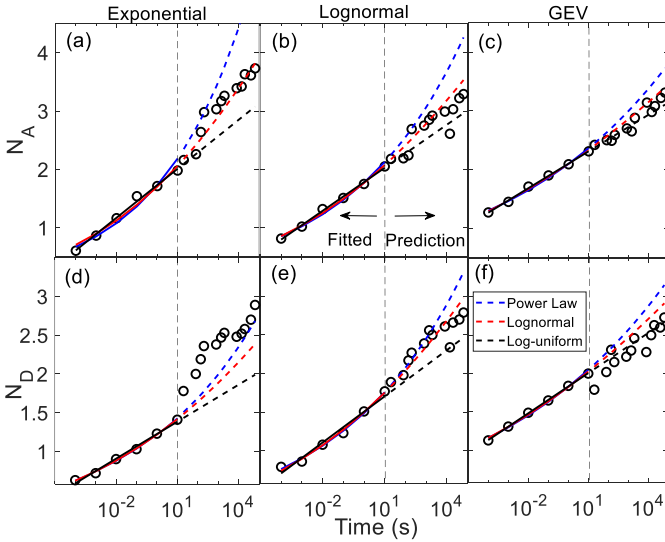 Exponential
Lognormal
GEV
(a)
(b)
(c)
4
3
2
1
N_A
Fitted
Prediction
(d)
(e)
(f)
3
2.5
2
1.5
1
N_D
Power Law
Lognormal
Log-uniform
10^-2 10^1 10^4
10^-2 10^1 10^4
10^-2 10^1 10^4
Time (s)